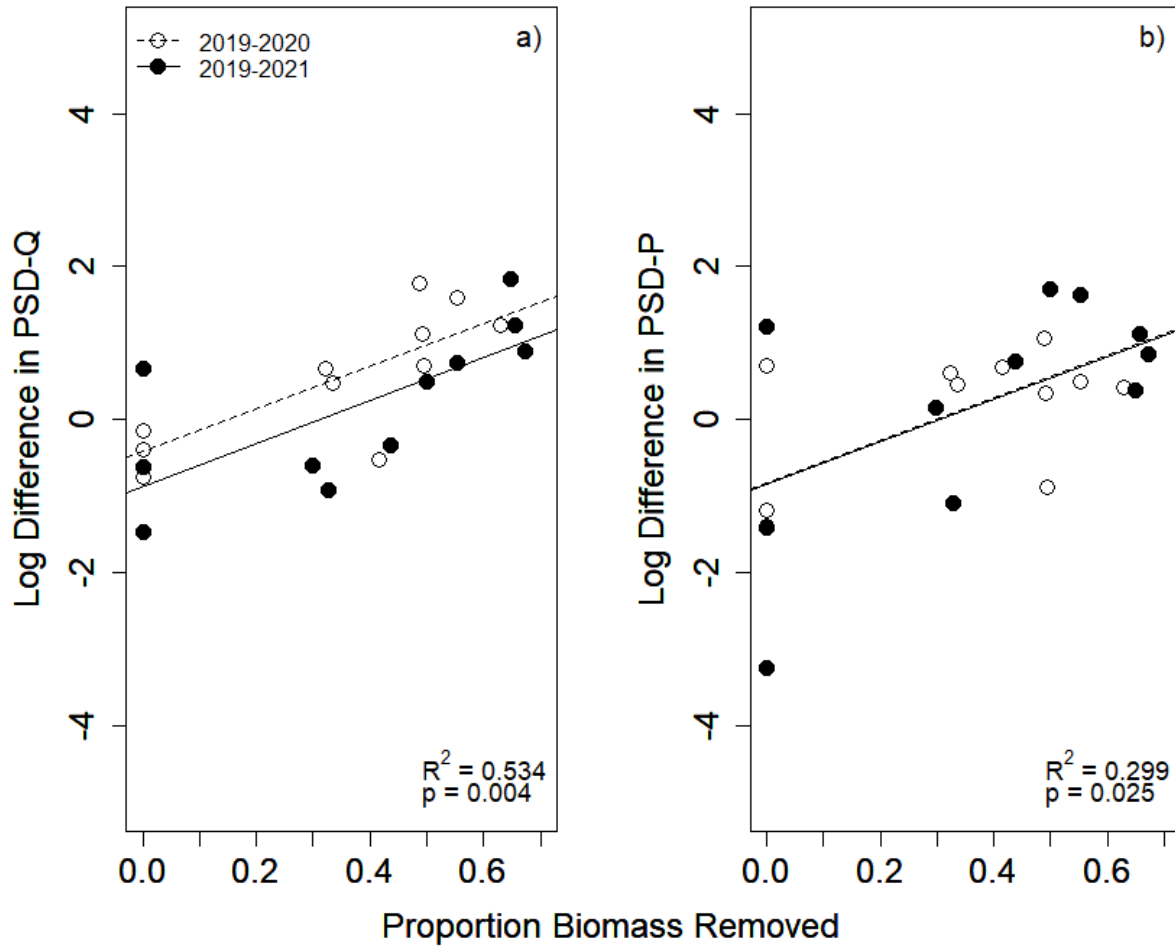 a)
2019-2020
2019-2021
Log Difference in PSD-Q
4
2
0
-2
-4
R² = 0.534
p = 0.004
0.0 0.2 0.4 0.6
b)
Log Difference in PSD-P
4
2
0
-2
-4
R² = 0.299
p = 0.025
0.0 0.2 0.4 0.6
Proportion Biomass Removed